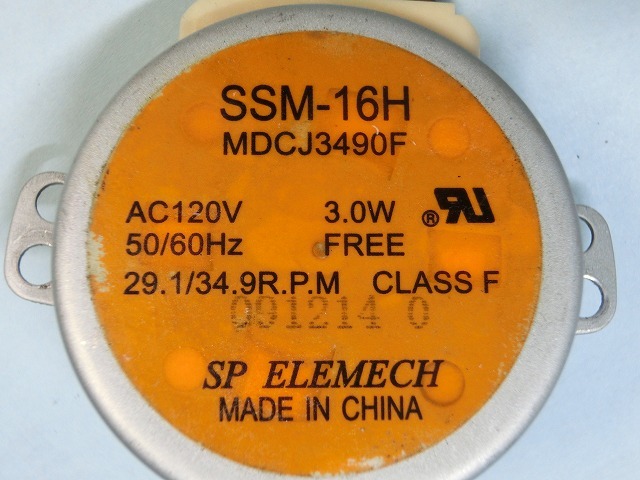 SSM-16H
MDCJ3490F
AC120V 3.0W ® RU
50/60Hz FREE
29.1/34.9R.P.M CLASS F
091214 0
SP ELEMECH
MADE IN CHINA